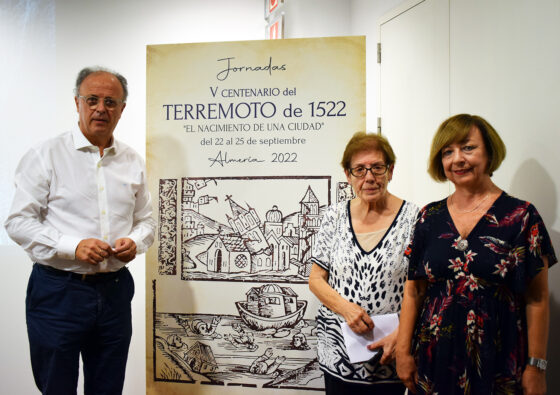 Jornadas
V CENTENARIO del
TERREMOTO de 1522
"EL NACIMIENTO DE UNA CIUDAD"
del 22 al 25 de septiembre
Almería 2022